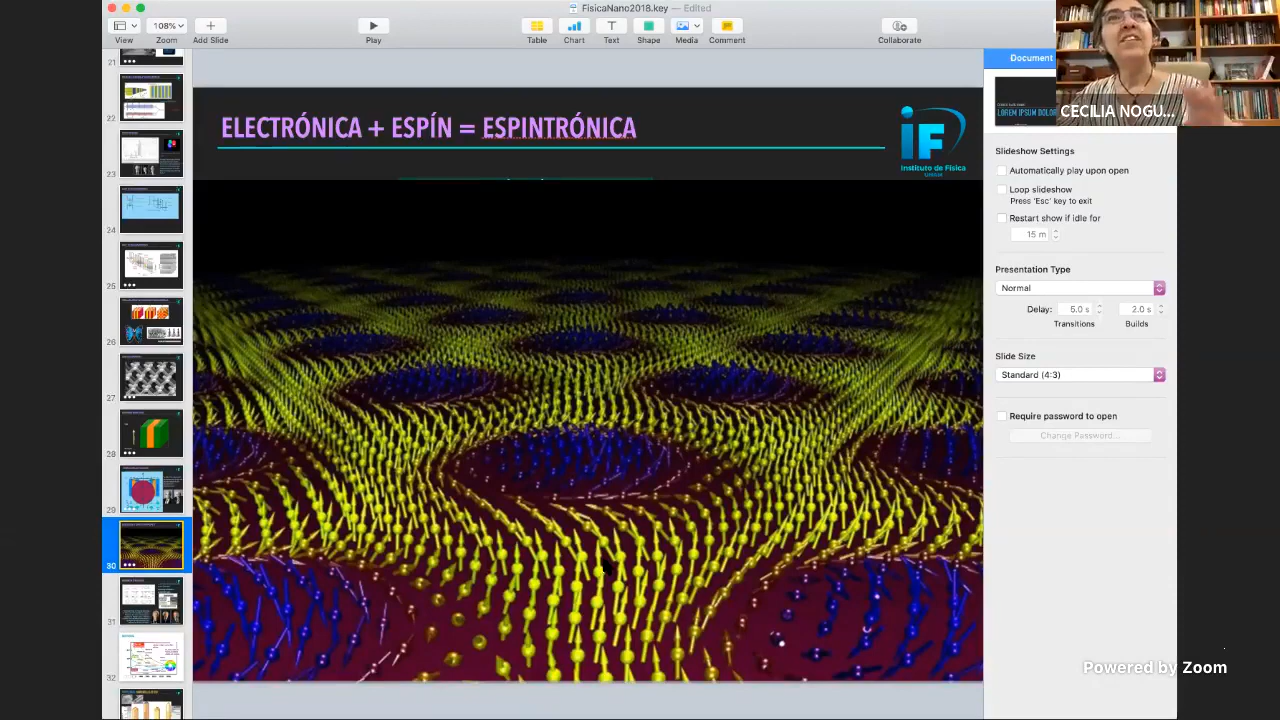 FisicaNano2018.key — Edited
108%
View
Zoom
Add Slide
Play
Table
Chart
Text
Shape
Media
Comment
Collaborate
Document
CECILIA NOGU...
ELECTRÓNICA + ESPÍN = ESPINTRÓNICA
iF
Instituto de Física
UNAM
LOREM IPSUM DOLOR
Slideshow Settings
Automatically play upon open
Loop slideshow
Press 'Esc' key to exit
Restart show if idle for
15 m
Presentation Type
Normal
Delay:
5.0 s
2.0 s
Transitions
Builds
Slide Size
Standard (4:3)
Require password to open
Change Password...
21
22
23
24
25
26
27
28
29
30
31
32
Powered by Zoom